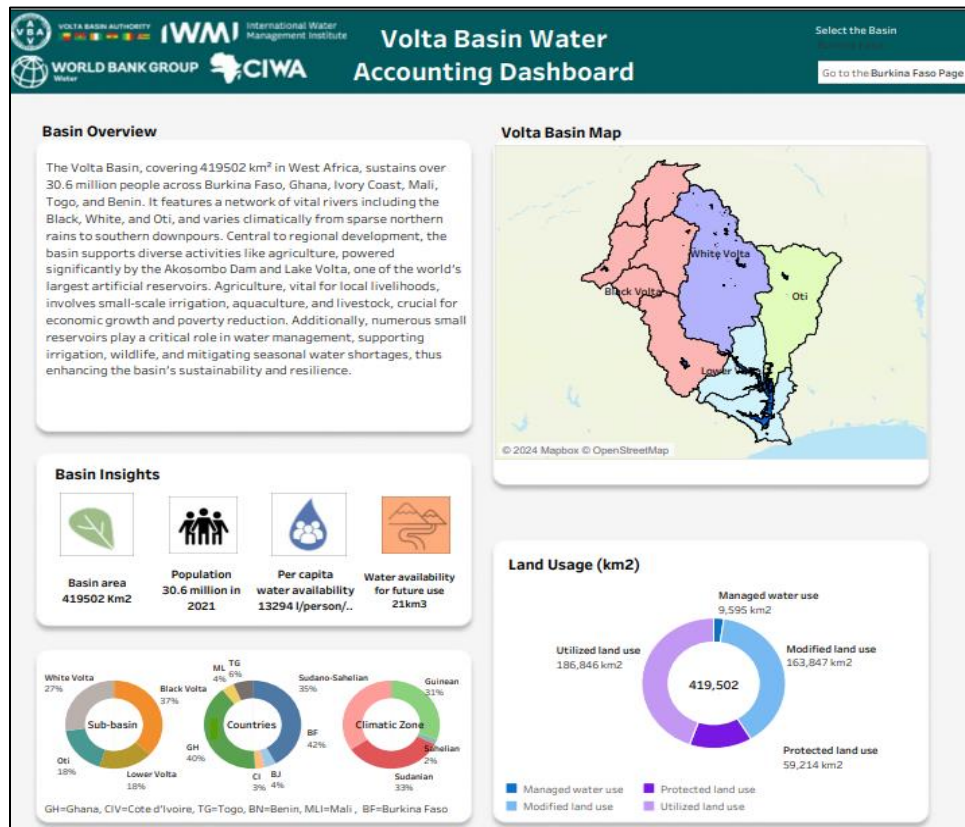 VBA
VOLTA BASIN AUTHORITY
IWMI
International Water
Management Institute
WORLD BANK GROUP
Water
CIWA
Volta Basin Water
Accounting Dashboard
Select the Basin
Go to the Burkina Faso Page
Basin Overview
The Volta Basin, covering 419502 km² in West Africa, sustains over
30.6 million people across Burkina Faso, Ghana, Ivory Coast, Mali,
Togo, and Benin. It features a network of vital rivers including the
Black, White, and Oti, and varies climatically from sparse northern
rains to southern downpours. Central to regional development, the
basin supports diverse activities like agriculture, powered
significantly by the Akosombo Dam and Lake Volta, one of the world's
largest artificial reservoirs. Agriculture, vital for local livelihoods,
involves small-scale irrigation, aquaculture, and livestock, crucial for
economic growth and poverty reduction. Additionally, numerous small
reservoirs play a critical role in water management, supporting
irrigation, wildlife, and mitigating seasonal water shortages, thus
enhancing the basin's sustainability and resilience.
Volta Basin Map
White Volta
Black Volta
Oti
Lower
© 2024 Mapbox © OpenStreetMap
Basin Insights
Basin area
419502 Km2
Population
30.6 million in
2021
Per capita
water availability
13294 l/person/..
Water availability
for future use
21km3
Sub-basin
White Volta
27%
Black Volta
37%
Oti
18%
Lower Volta
18%
Countries
ML
4%
TG
6%
GH
40%
BF
42%
CI
3%
BJ
4%
Climatic Zone
Sudano-Sahelian
35%
Guinean
31%
Sahelian
2%
Sudanian
33%
GH=Ghana, CIV=Cote d'Ivoire, TG=Togo, BN=Benin, MLI=Mali , BF=Burkina Faso
Land Usage (km2)
Managed water use
9,595 km2
Utilized land use
186,846 km2
Modified land use
163,847 km2
419,502
Protected land use
59,214 km2
Managed water use
Protected land use
Modified land use
Utilized land use